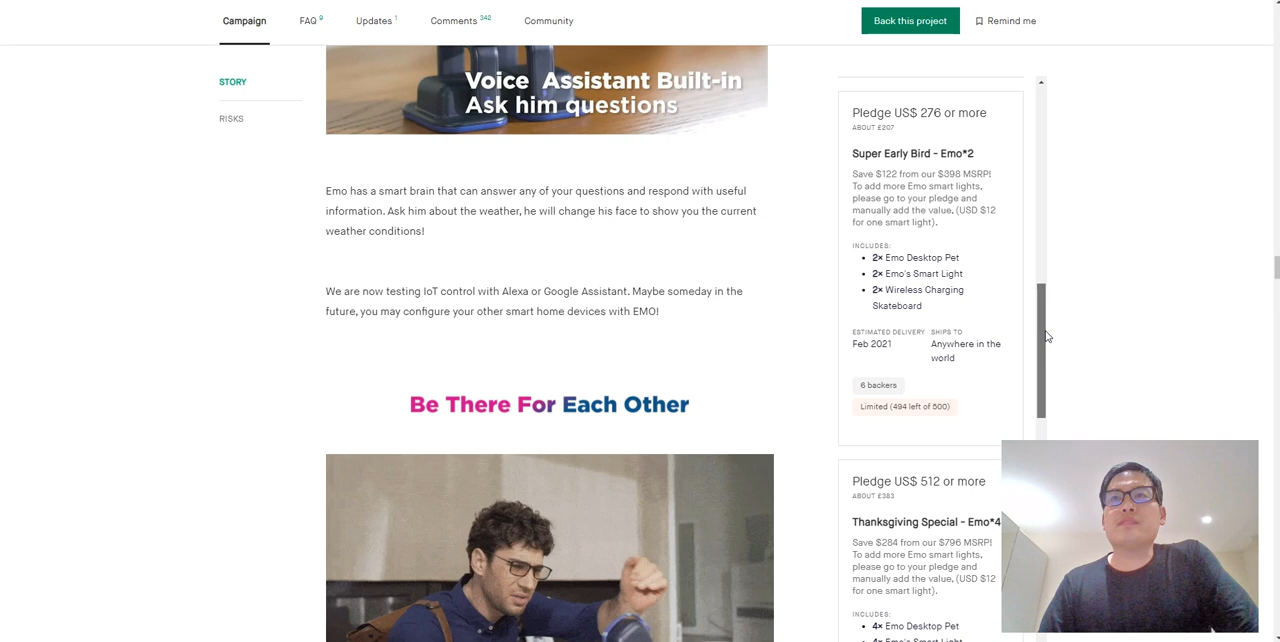 Campaign
FAQ 9
Updates 1
Comments 342
Community
Back this project
Remind me
STORY
RISKS
Voice Assistant Built-in
Ask him questions
Emo has a smart brain that can answer any of your questions and respond with useful
information. Ask him about the weather, he will change his face to show you the current
weather conditions!
We are now testing IoT control with Alexa or Google Assistant. Maybe someday in the
future, you may configure your other smart home devices with EMO!
Be There For Each Other
Pledge US$ 276 or more
ABOUT £207
Super Early Bird - Emo*2
Save $122 from our $398 MSRP!
To add more Emo smart lights,
please go to your pledge and
manually add the value, (USD $12
for one smart light).
INCLUDES:
2× Emo Desktop Pet
2× Emo's Smart Light
2× Wireless Charging
Skateboard
ESTIMATED DELIVERY
Feb 2021
SHIPS TO
Anywhere in the
world
6 backers
Limited (494 left of 500)
Pledge US$ 512 or more
ABOUT £383
Thanksgiving Special - Emo*4
Save $284 from our $796 MSRP!
To add more Emo smart lights,
please go to your pledge and
manually add the value, (USD $12
for one smart light).
INCLUDES:
4× Emo Desktop Pet